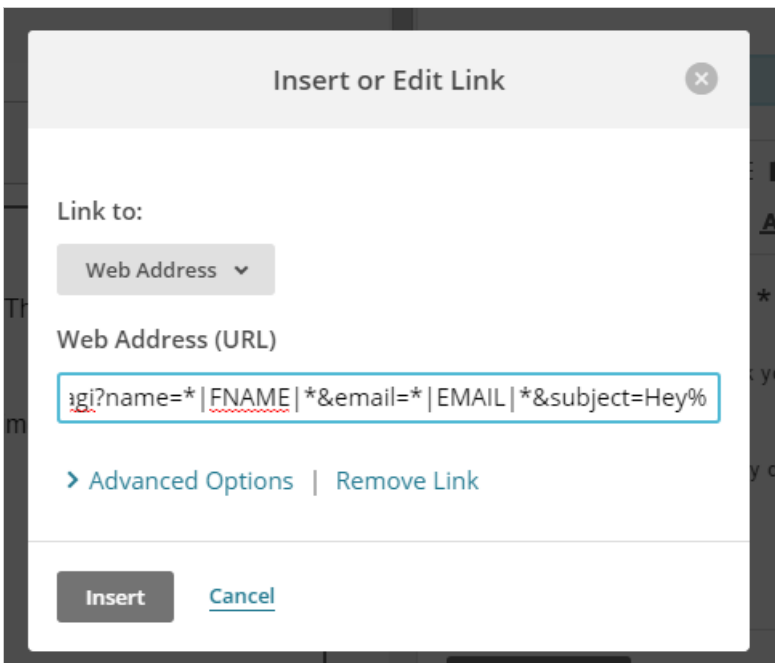 Insert or Edit Link
Link to:
Web Address
Web Address (URL)
agi?name=*|FNAME|*&email=*|EMAIL|*&subject=Hey%
Advanced Options | Remove Link
Insert Cancel